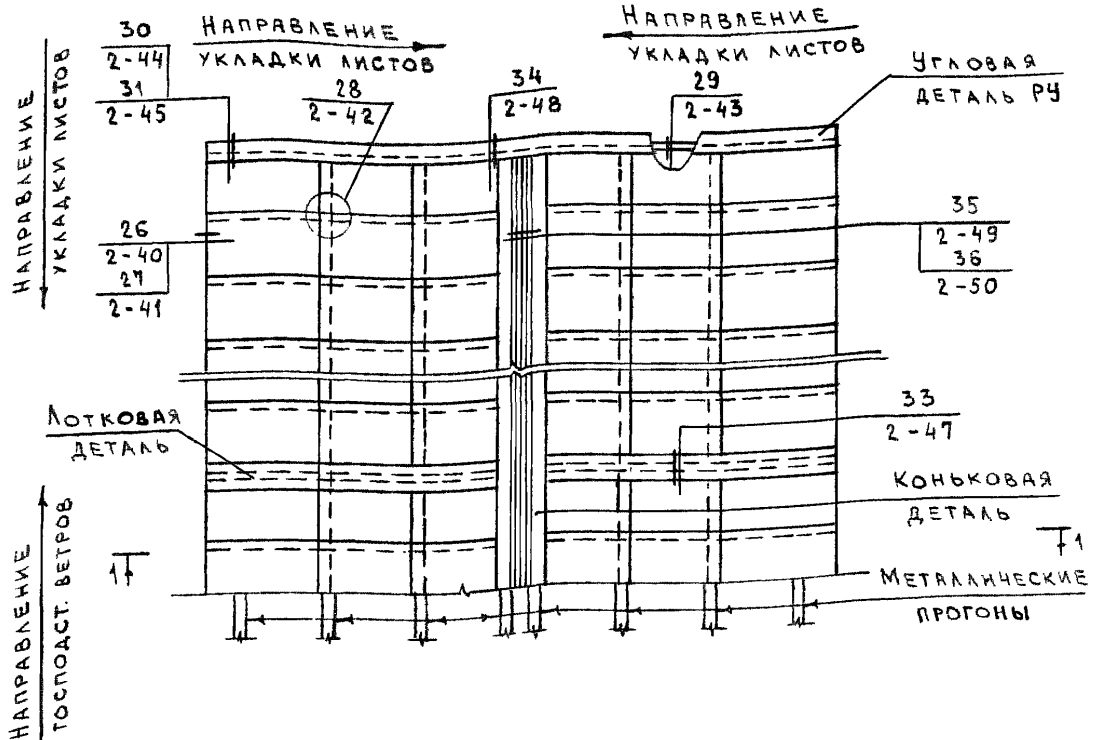 30
2-44
31
2-45
НАПРАВЛЕНИЕ
УКЛАДКИ ЛИСТОВ
НАПРАВЛЕНИЕ
УКЛАДКИ ЛИСТОВ
28
2-42
34
2-48
29
2-43
УГЛОВАЯ
ДЕТАЛЬ РУ
НАПРАВЛЕНИЕ
УКЛАДКИ ЛИСТОВ
26
2-40
27
2-41
35
2-49
36
2-50
ЛОТКОВАЯ
ДЕТАЛЬ
33
2-47
КОНЬКОВАЯ
ДЕТАЛЬ
1
1
МЕТАЛЛИЧЕСКИЕ
ПРОГОНЫ
НАПРАВЛЕНИЕ
ГОСПОДСТ. ВЕТРОВ